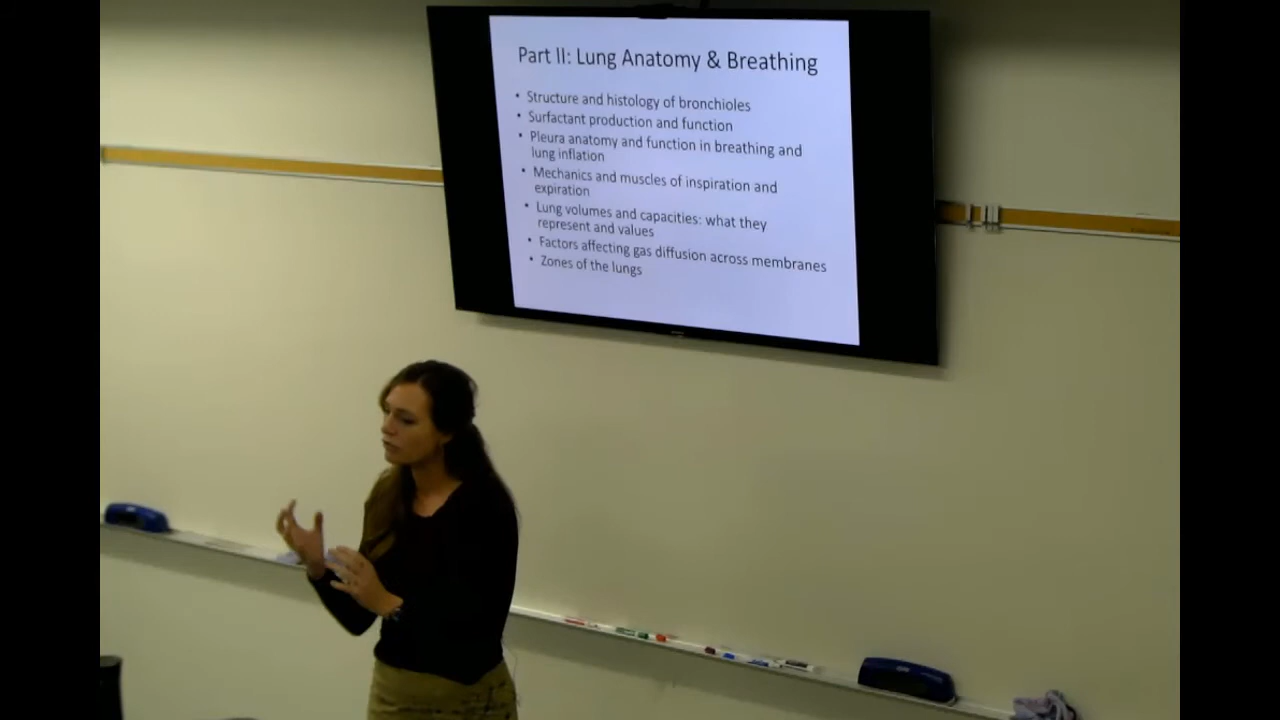 Part II: Lung Anatomy & Breathing
• Structure and histology of bronchioles
• Surfactant production and function
• Pleura anatomy and function in breathing and
lung inflation
• Mechanics and muscles of inspiration and
expiration
• Lung volumes and capacities: what they
represent and values
• Factors affecting gas diffusion across membranes
• Zones of the lungs